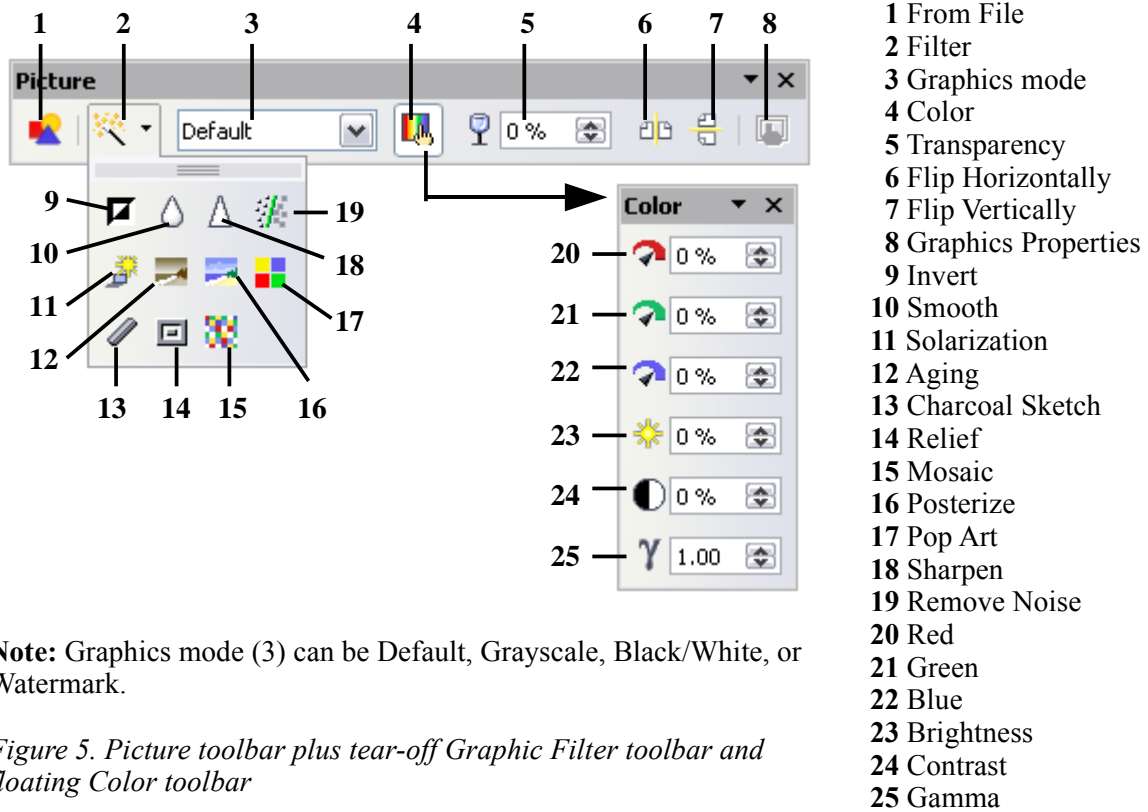 1 2 3 4 5 6 7 8
Picture
Default
0 %
9
10
11
12
13 14 15 16
17
18
19
Color
20 0 %
21 0 %
22 0 %
23 0 %
24 0 %
25 γ 1.00
Note: Graphics mode (3) can be Default, Grayscale, Black/White, or
Watermark.
Figure 5. Picture toolbar plus tear-off Graphic Filter toolbar and
floating Color toolbar
1 From File
2 Filter
3 Graphics mode
4 Color
5 Transparency
6 Flip Horizontally
7 Flip Vertically
8 Graphics Properties
9 Invert
10 Smooth
11 Solarization
12 Aging
13 Charcoal Sketch
14 Relief
15 Mosaic
16 Posterize
17 Pop Art
18 Sharpen
19 Remove Noise
20 Red
21 Green
22 Blue
23 Brightness
24 Contrast
25 Gamma